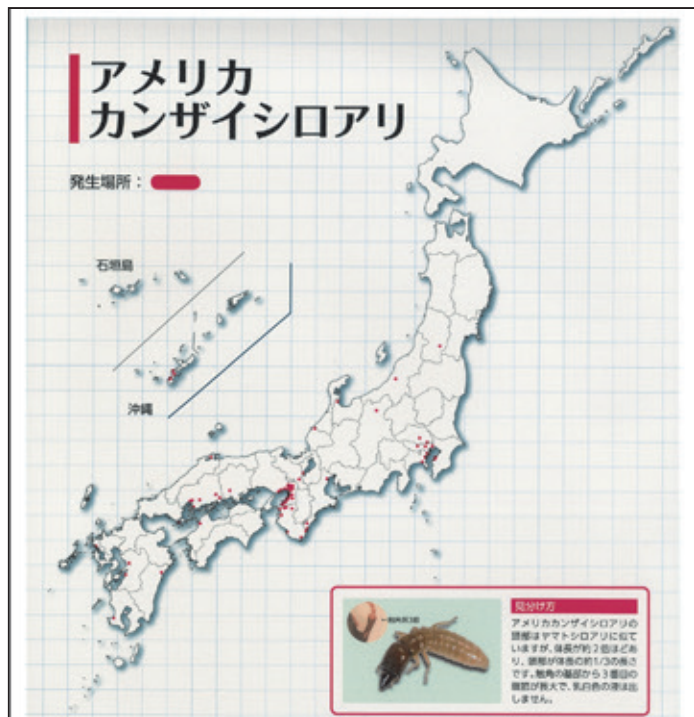 アメリカ
カンザイシロアリ
発生場所：
石垣島
沖縄
見分け方
アメリカカンザイシロアリの
頭部はヤマトシロアリに似て
いますが、体長が約2倍ほどあ
り、頭部が体長の約1/3の長さ
です。触角の基部から3番目の
環節が長大で、乳白色の液は出
しません。